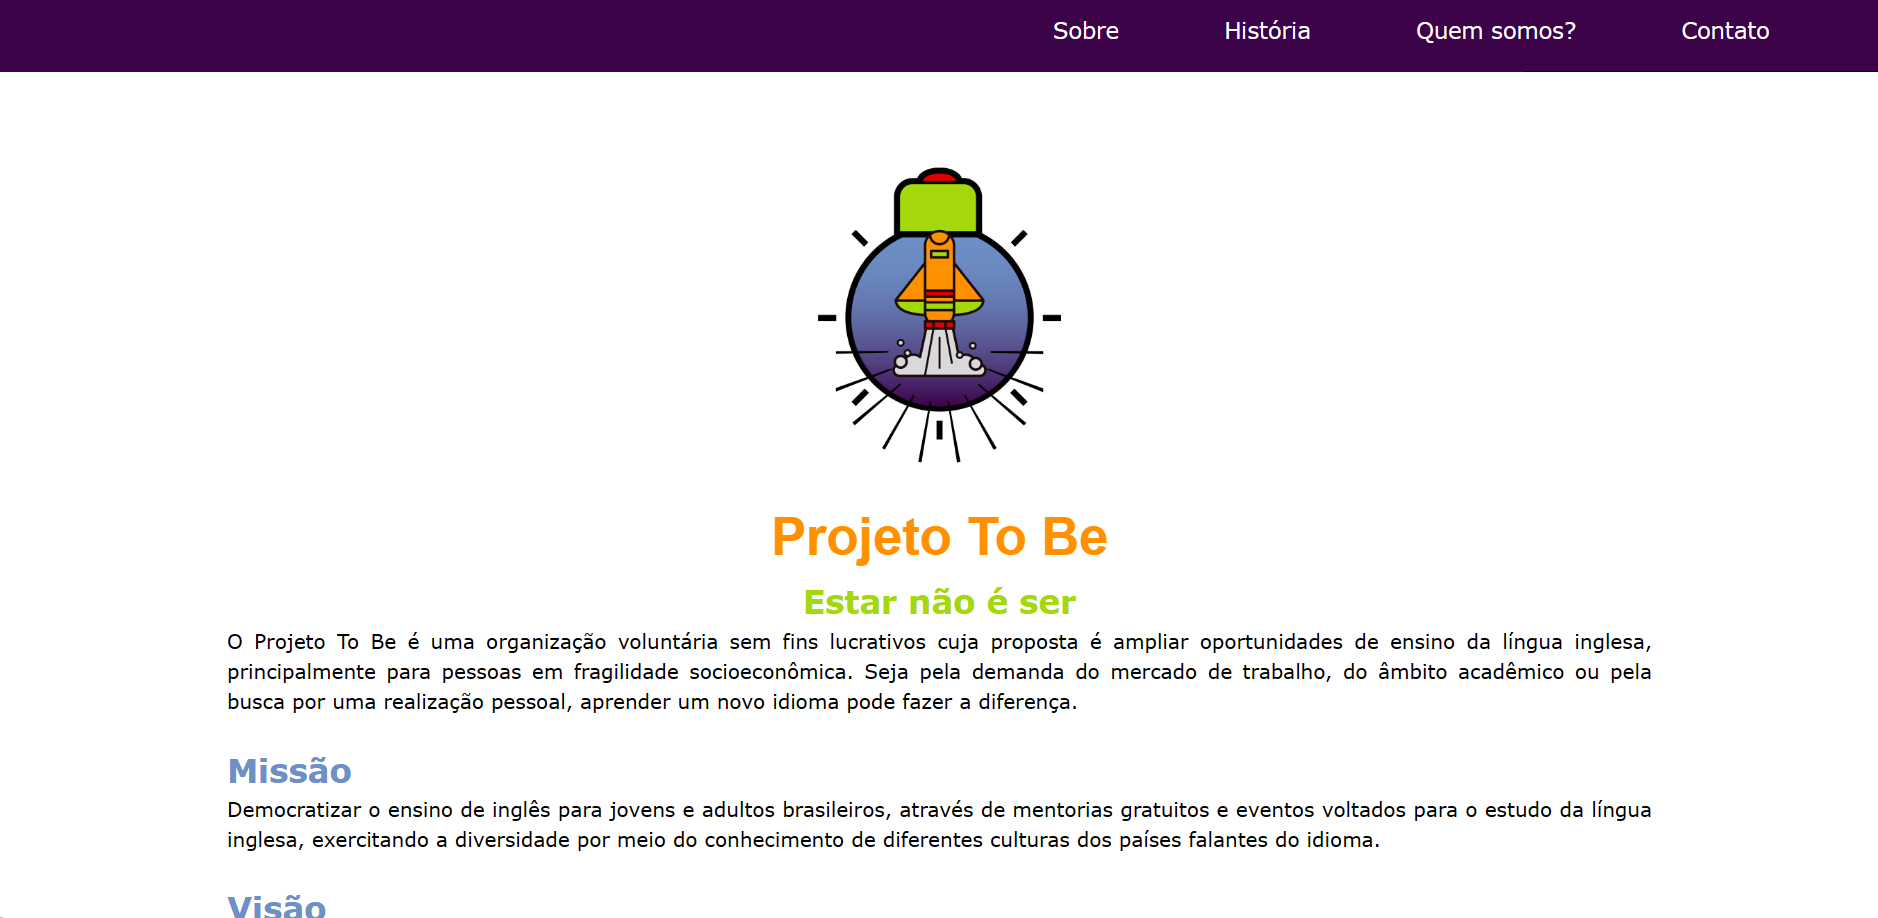 Sobre História Quem somos? Contato
Projeto To Be
Estar não é ser
O Projeto To Be é uma organização voluntária sem fins lucrativos cuja proposta é ampliar oportunidades de ensino da língua inglesa,
principalmente para pessoas em fragilidade socioeconômica. Seja pela demanda do mercado de trabalho, do âmbito acadêmico ou pela
busca por uma realização pessoal, aprender um novo idioma pode fazer a diferença.
Missão
Democratizar o ensino de inglês para jovens e adultos brasileiros, através de mentorias gratuitos e eventos voltados para o estudo da língua
inglesa, exercitando a diversidade por meio do conhecimento de diferentes culturas dos países falantes do idioma.
Visão